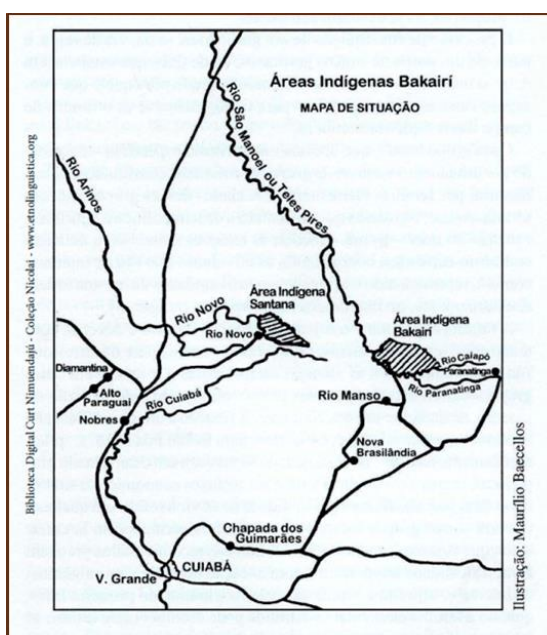 Áreas Indígenas Bakairí
MAPA DE SITUAÇÃO
Rio São Manoel ou Teles Pires
Rio Arinos
Rio Novo
Área Indígena
Santana
Rio Novo
Área Indígena
Bakairí
Rio Caiapó
Paranatinga
Rio Paranatinga
Diamantina
Alto
Paraguai
Nobres
Rio Cuiabá
Rio Manso
Nova
Brasilândia
Chapada dos
Guimarães
CUIABÁ
V. Grande
Biblioteca Digital Curt Nimuendajú - Coleção Nicolai - www.etnolinguistica.org
Ilustração: Maurílio Baccellos